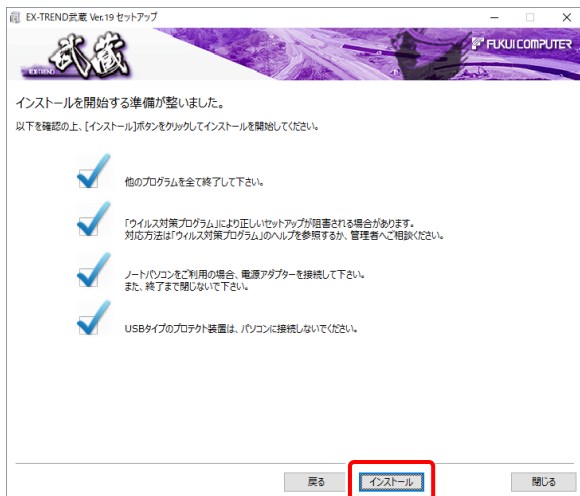 EX-TREND武蔵 Ver.19 セットアップ
EXTREND 武蔵
FUKUI COMPUTER
インストールを開始する準備が整いました。
以下を確認の上、[インストール]ボタンをクリックしてインストールを開始してください。
他のプログラムを全て終了して下さい。
「ウイルス対策プログラム」により正しいセットアップが阻害される場合があります。
対応方法は「ウィルス対策プログラム」のヘルプを参照するか、管理者へご相談ください。
ノートパソコンをご利用の場合、電源アダプターを接続して下さい。
また、終了まで閉じないで下さい。
USBタイプのプロテクト装置は、パソコンに接続しないでください。
戻る
インストール
閉じる